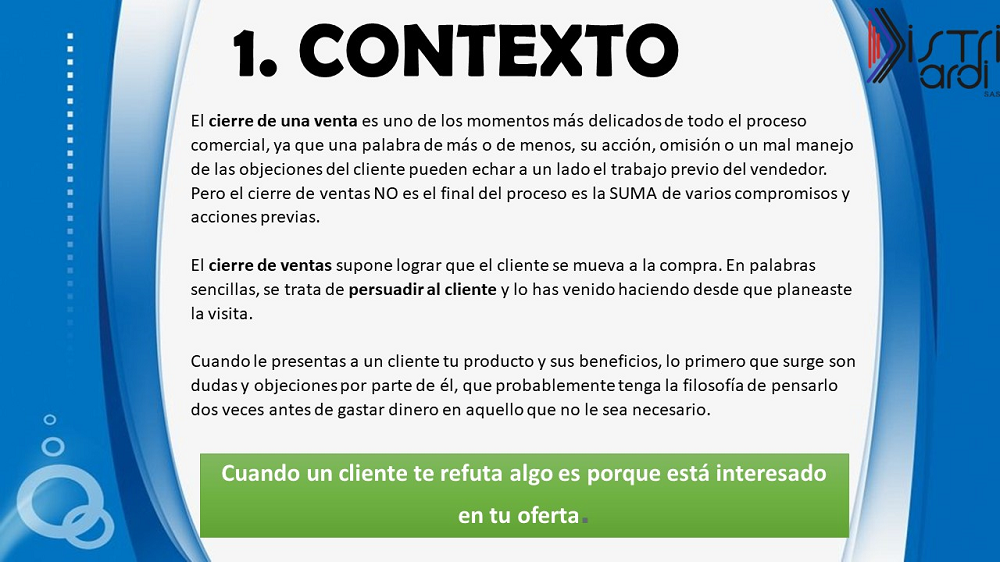 1. CONTEXTO
DISTRI
ardi
SAS
El cierre de una venta es uno de los momentos más delicados de todo el proceso
comercial, ya que una palabra de más o de menos, su acción, omisión o un mal manejo
de las objeciones del cliente pueden echar a un lado el trabajo previo del vendedor.
Pero el cierre de ventas NO es el final del proceso es la SUMA de varios compromisos y
acciones previas.
El cierre de ventas supone lograr que el cliente se mueva a la compra. En palabras
sencillas, se trata de persuadir al cliente y lo has venido haciendo desde que planeaste
la visita.
Cuando le presentas a un cliente tu producto y sus beneficios, lo primero que surge son
dudas y objeciones por parte de él, que probablemente tenga la filosofía de pensarlo
dos veces antes de gastar dinero en aquello que no le sea necesario.
Cuando un cliente te refuta algo es porque está interesado
en tu oferta.